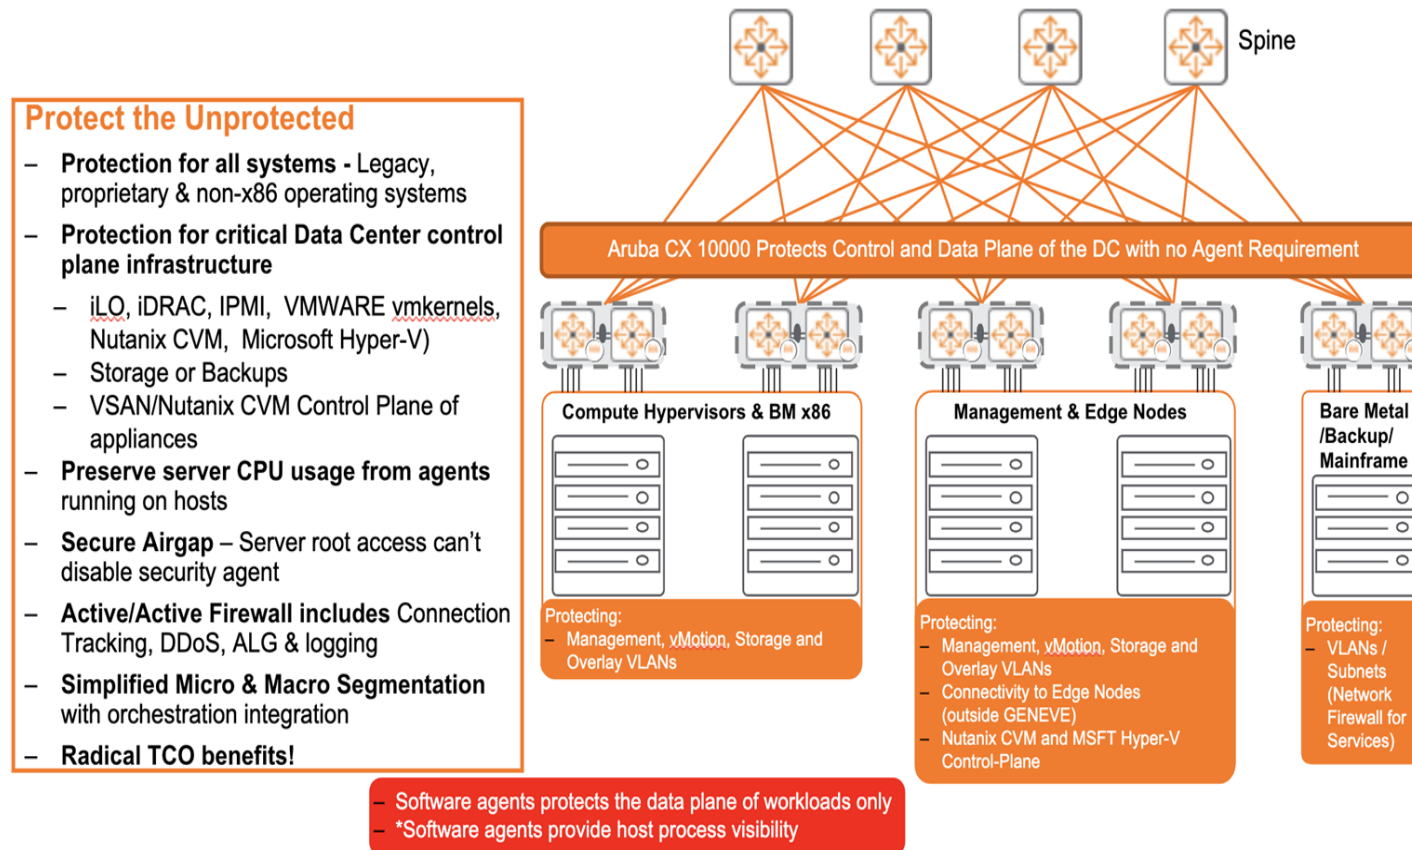 Spine
Protect the Unprotected
– Protection for all systems - Legacy,
proprietary & non-x86 operating systems
– Protection for critical Data Center control
plane infrastructure
– iLO, iDRAC, IPMI, VMWARE vmkernels,
Nutanix CVM, Microsoft Hyper-V)
– Storage or Backups
– VSAN/Nutanix CVM Control Plane of
appliances
– Preserve server CPU usage from agents
running on hosts
– Secure Airgap – Server root access can't
disable security agent
– Active/Active Firewall includes Connection
Tracking, DDoS, ALG & logging
– Simplified Micro & Macro Segmentation
with orchestration integration
– Radical TCO benefits!
Aruba CX 10000 Protects Control and Data Plane of the DC with no Agent Requirement
Compute Hypervisors & BM x86
Protecting:
– Management, vMotion, Storage and
Overlay VLANs
Management & Edge Nodes
Protecting:
– Management, vMotion, Storage and
Overlay VLANs
– Connectivity to Edge Nodes
(outside GENEVE)
– Nutanix CVM and MSFT Hyper-V
Control-Plane
Bare Metal
/Backup/
Mainframe
Protecting:
– VLANs /
Subnets
(Network
Firewall for
Services)
– Software agents protects the data plane of workloads only
– *Software agents provide host process visibility